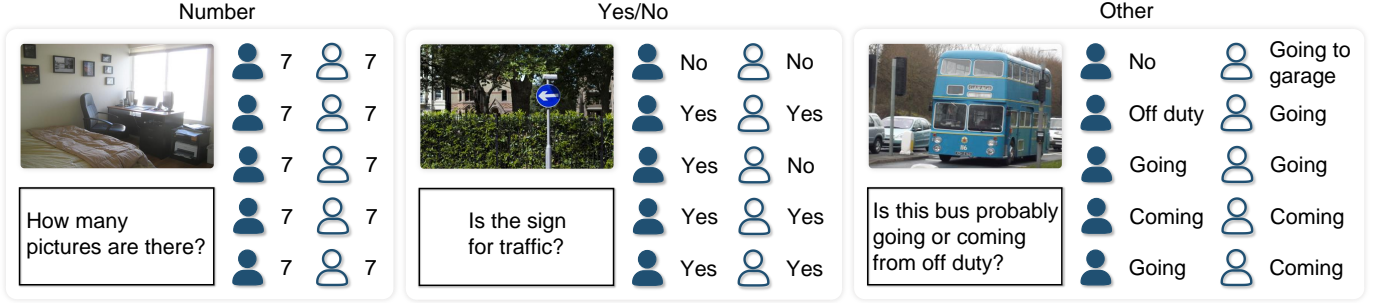 Number
Yes/No
Other
7 7
7 7
7 7
7 7
7 7
How many
pictures are there?
No No
Yes Yes
Yes No
Yes Yes
Yes Yes
Is the sign
for traffic?
No Going to
garage
Off duty Going
Going Going
Coming Coming
Going Coming
Is this bus probably
going or coming
from off duty?